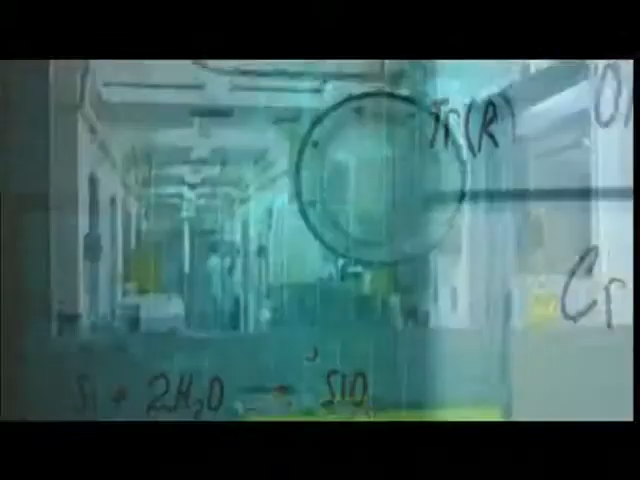 Tr(R)
Cr
Si + 2H₂O = SiO₂